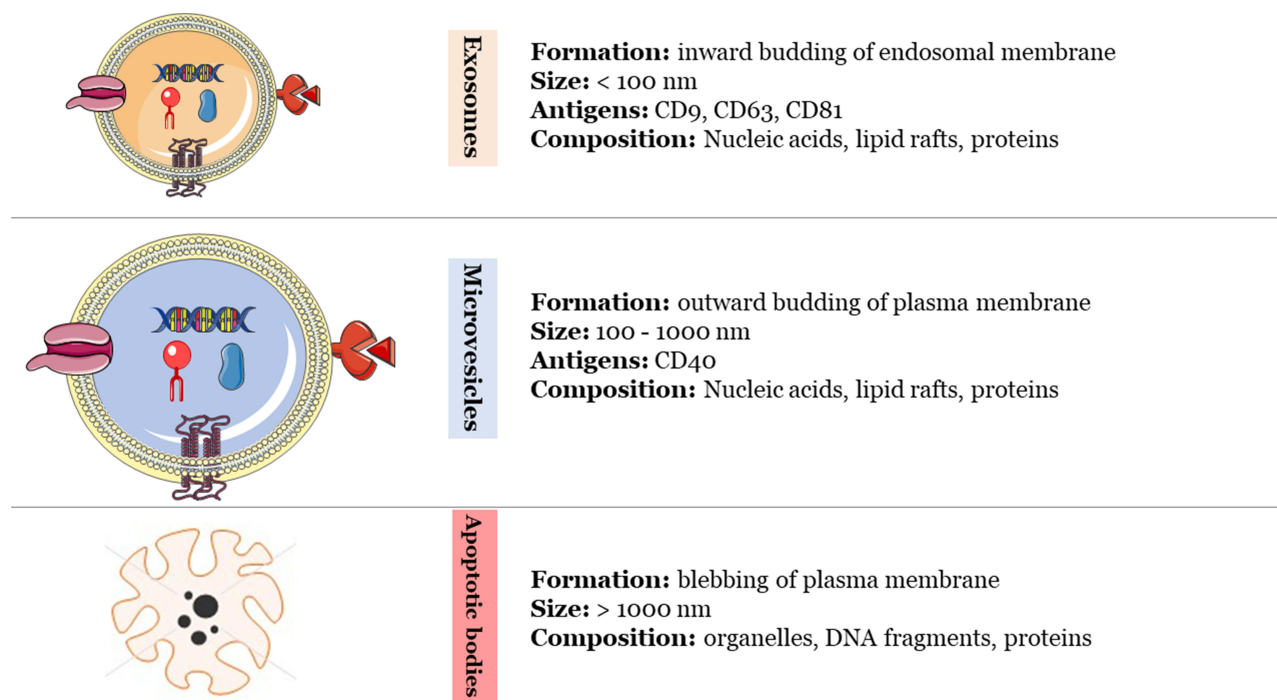 Exosomes
Formation: inward budding of endosomal membrane
Size: < 100 nm
Antigens: CD9, CD63, CD81
Composition: Nucleic acids, lipid rafts, proteins
Microvesicles
Formation: outward budding of plasma membrane
Size: 100 - 1000 nm
Antigens: CD40
Composition: Nucleic acids, lipid rafts, proteins
Apoptotic bodies
Formation: blebbing of plasma membrane
Size: > 1000 nm
Composition: organelles, DNA fragments, proteins